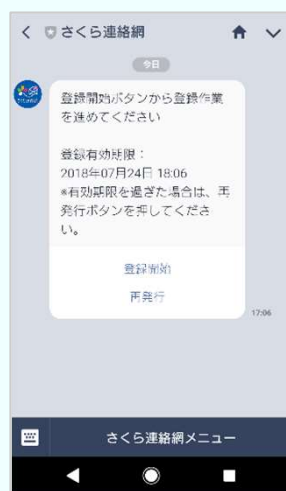 さくら連絡網
今日
登録開始ボタンから登録作業
を進めてください
登録有効期限：
2018年07月24日 18:06
*有効期限を過ぎた場合は、再
発行ボタンを押してくださ
い。
登録開始
再発行
17:06
さくら連絡網メニュー